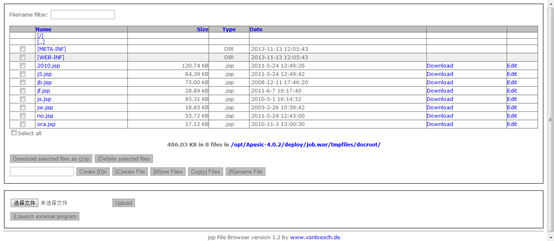 Filename filter:
Name Size Type Date
[/]
[..]
[META-INF] DIR 2013-11-13 12:05:43
[WEB-INF] DIR 2013-11-13 12:05:43
2010.jsp 120.74 KB .jsp 2011-5-24 12:49:26 Download Edit
j5.jsp 84.39 KB .jsp 2011-5-24 12:49:42 Download Edit
jb.jsp 75.00 KB .jsp 2008-12-11 17:46:20 Download Edit
jf.jsp 28.89 KB .jsp 2011-6-7 16:17:40 Download Edit
js.jsp 85.31 KB .jsp 2010-5-1 16:14:32 Download Edit
jw.jsp 18.83 KB .jsp 2005-2-26 10:39:42 Download Edit
no.jsp 55.72 KB .jsp 2011-5-24 12:43:00 Download Edit
ora.jsp 17.12 KB .jsp 2010-11-3 13:00:30 Download Edit
Select all
486.03 KB in 8 files in /opt/Apusic-4.0.2/deploy/job.war/tmpfiles/docroot/
Download selected files as (z)ip (Del)ete selected files
Create (D)ir (C)reate File (M)ove Files Cop(y) Files (R)ename File
选择文件 未选择文件 Upload
(L)aunch external program
jsp File Browser version 1.2 by www.vonloesch.de